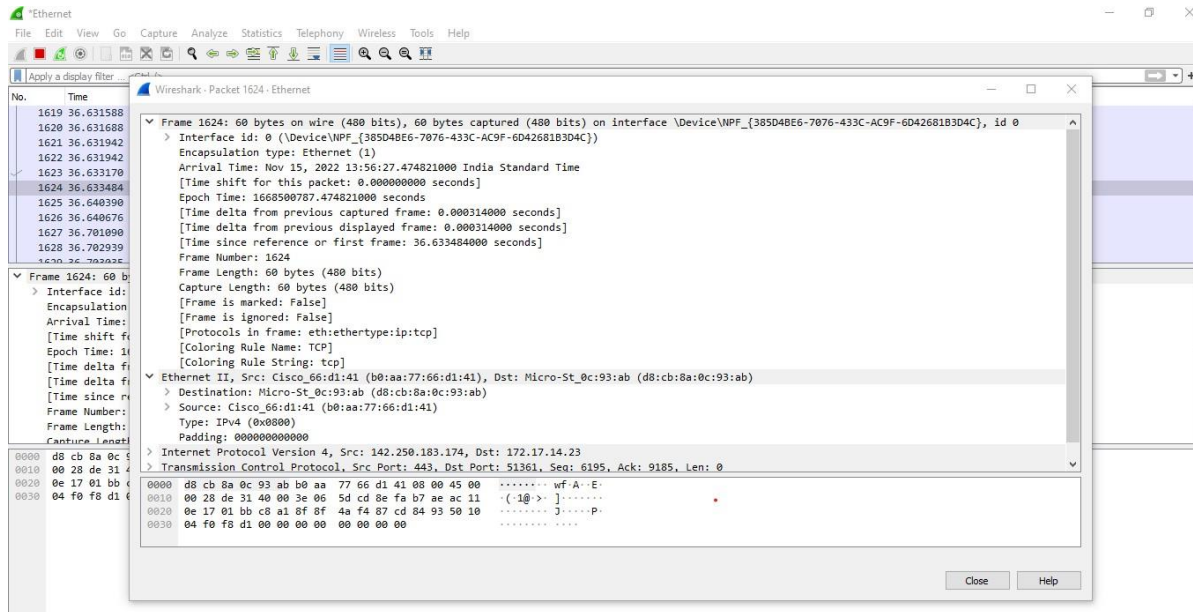 *Ethernet
File Edit View Go Capture Analyze Statistics Telephony Wireless Tools Help
Apply a display filter ... <Ctrl-/>
No. Time
1619 36.631588
1620 36.631688
1621 36.631942
1622 36.631942
1623 36.633170
1624 36.633484
1625 36.640390
1626 36.640676
1627 36.701090
1628 36.702939
1629 36.703035
Frame 1624: 60 b
Interface id:
Encapsulation
Arrival Time:
[Time shift fo
Epoch Time: 16
[Time delta fr
[Time delta fr
[Time since re
Frame Number:
Frame Length:
Capture Lengt
0000 d8 cb 8a 0c 9
0010 00 28 de 31 4
0020 0e 17 01 bb c
0030 04 f0 f8 d1 0
Wireshark · Packet 1624 · Ethernet
Frame 1624: 60 bytes on wire (480 bits), 60 bytes captured (480 bits) on interface \Device\NPF_{385D4BE6-7076-433C-AC9F-6D42681B3D4C}, id 0
Interface id: 0 (\Device\NPF_{385D4BE6-7076-433C-AC9F-6D42681B3D4C})
Encapsulation type: Ethernet (1)
Arrival Time: Nov 15, 2022 13:56:27.474821000 India Standard Time
[Time shift for this packet: 0.000000000 seconds]
Epoch Time: 1668500787.474821000 seconds
[Time delta from previous captured frame: 0.000314000 seconds]
[Time delta from previous displayed frame: 0.000314000 seconds]
[Time since reference or first frame: 36.633484000 seconds]
Frame Number: 1624
Frame Length: 60 bytes (480 bits)
Capture Length: 60 bytes (480 bits)
[Frame is marked: False]
[Frame is ignored: False]
[Protocols in frame: eth:ethertype:ip:tcp]
[Coloring Rule Name: TCP]
[Coloring Rule String: tcp]
Ethernet II, Src: Cisco_66:d1:41 (b0:aa:77:66:d1:41), Dst: Micro-St_0c:93:ab (d8:cb:8a:0c:93:ab)
Destination: Micro-St_0c:93:ab (d8:cb:8a:0c:93:ab)
Source: Cisco_66:d1:41 (b0:aa:77:66:d1:41)
Type: IPv4 (0x0800)
Padding: 000000000000
Internet Protocol Version 4, Src: 142.250.183.174, Dst: 172.17.14.23
Transmission Control Protocol, Src Port: 443, Dst Port: 51361, Seq: 6195, Ack: 9185, Len: 0
0000 d8 cb 8a 0c 93 ab b0 aa 77 66 d1 41 08 00 45 00 ········ wf·A··E·
0010 00 28 de 31 40 00 3e 06 5d cd 8e fa b7 ae ac 11 ·(·1@·>· ]·······
0020 0e 17 01 bb c8 a1 8f 8f 4a f4 87 cd 84 93 50 10 ········ J·····P·
0030 04 f0 f8 d1 00 00 00 00 00 00 00 00 ········ ····
Close Help